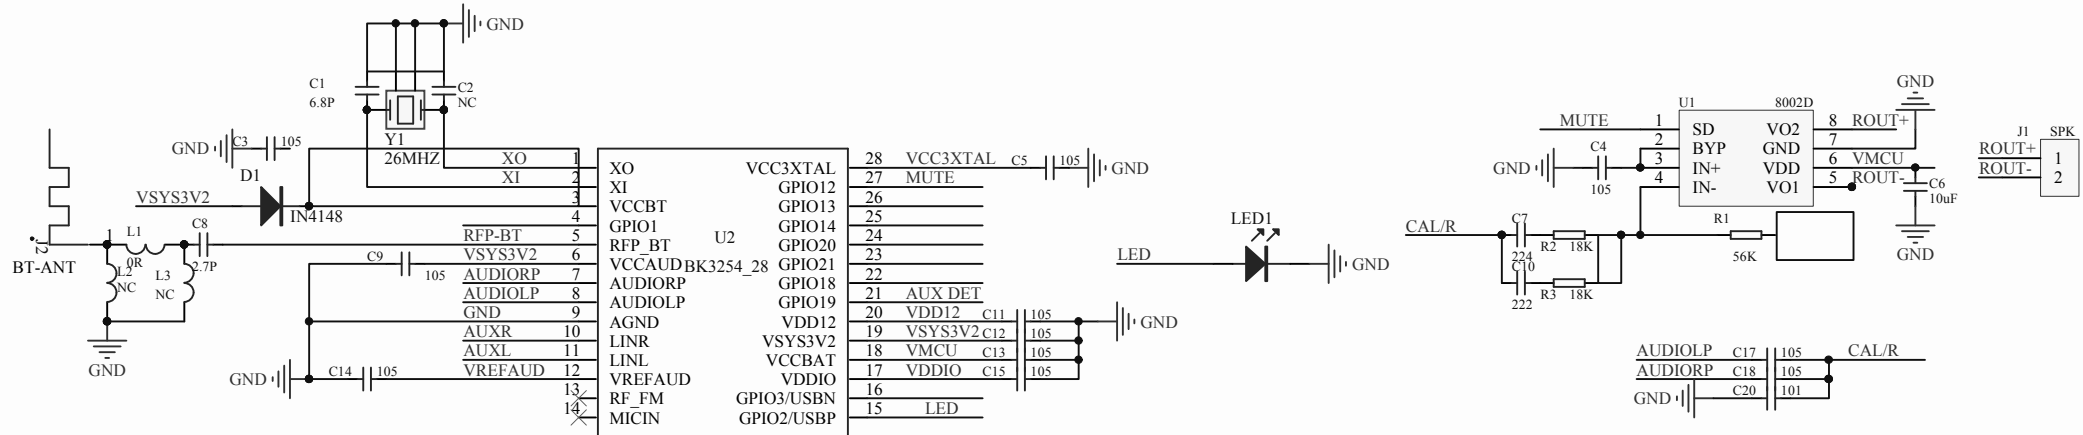 GND
C1
6.8P
C2
NC
Y1
26MHZ
GND
C3
105
D1
VSYS3V2
IN4148
J2
BT-ANT
1
L1
0R
L2
NC
L3
NC
C8
2.7P
GND
XO
XI
RFP-BT
C9
105
VSYS3V2
AUDIORP
AUDIOLP
GND
AUXR
AUXL
GND
C14
105
VREFAUD
1 XO
2 XI
3 VCCBT
4 GPIO1
5 RFP_BT
6 VCCAUD
7 AUDIORP
8 AUDIOLP
9 AGND
10 LINR
11 LINL
12 VREFAUD
13 RF_FM
14 MICIN
U2
BK3254_28
VCC3XTAL 28 VCC3XTAL C5 105 GND
GPIO12 27 MUTE
GPIO13 26
GPIO14 25
GPIO20 24
GPIO21 23
GPIO18 22
GPIO19 21 AUX DET
VDD12 20 VDD12 C11 105 GND
VSYS3V2 19 VSYS3V2 C12 105
VCCBAT 18 VMCU C13 105
VDDIO 17 VDDIO C15 105
GPIO3/USBN 16
GPIO2/USBP 15 LED
LED1
LED
GND
U1
8002D
MUTE
GND
C4
105
1 SD
2 BYP
3 IN+
4 IN-
VO2 8 ROUT+
GND 7
VDD 6 VMCU
VO1 5 ROUT-
GND
C6
10uF
GND
CAL/R
C7
224
R2 18K
C10
222
R3 18K
R1
56K
J1
SPK
ROUT+ 1
ROUT- 2
AUDIOLP C17 105 CAL/R
AUDIORP C18 105
GND C20 101